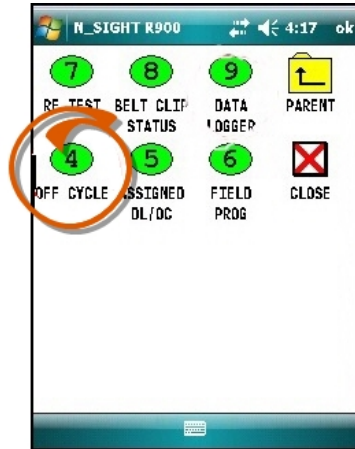 N_SIGHT R900 4:17 ok
7 8 9
RF TEST BELT CLIP DATA PARENT
STATUS LOGGER
4 5 6
OFF CYCLE ASSIGNED FIELD CLOSE
DL/OC PROG